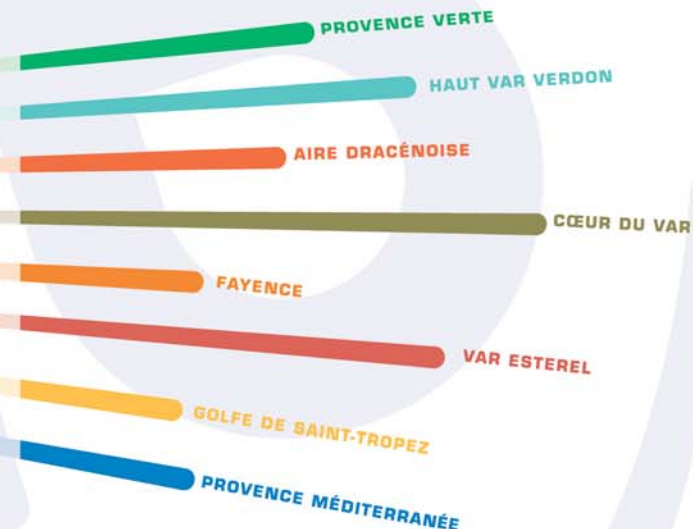 PROVENCE VERTE
HAUT VAR VERDON
AIRE DRACÉNOISE
CŒUR DU VAR
FAYENCE
VAR ESTEREL
GOLFE DE SAINT-TROPEZ
PROVENCE MÉDITERRANÉE